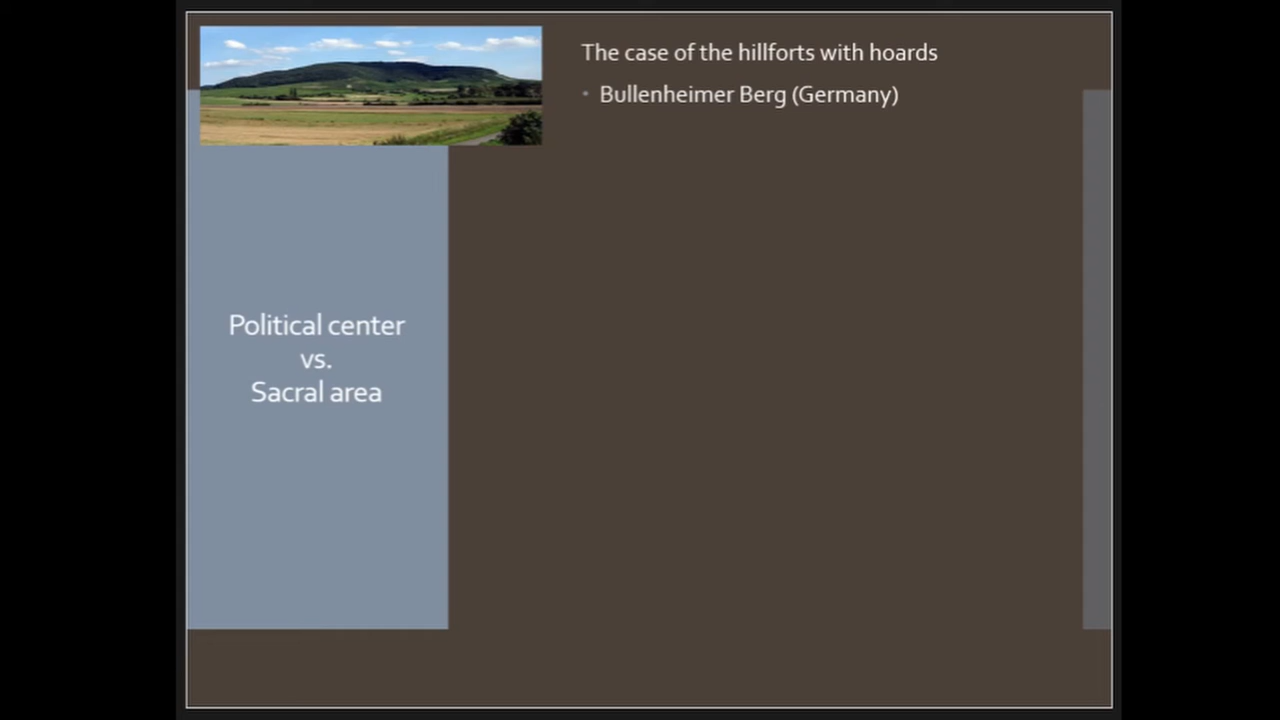 The case of the hillforts with hoards
• Bullenheimer Berg (Germany)
Political center
vs.
Sacral area